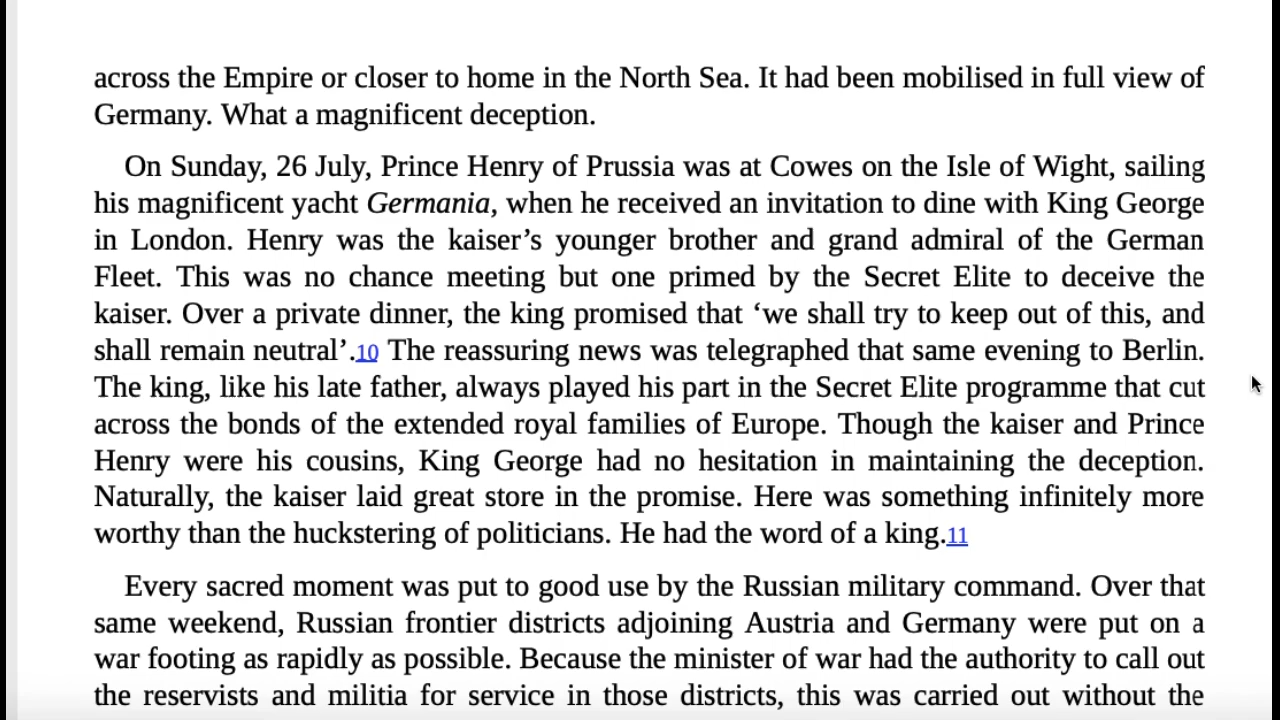 across the Empire or closer to home in the North Sea. It had been mobilised in full view of
Germany. What a magnificent deception.
On Sunday, 26 July, Prince Henry of Prussia was at Cowes on the Isle of Wight, sailing
his magnificent yacht Germania, when he received an invitation to dine with King George
in London. Henry was the kaiser’s younger brother and grand admiral of the German
Fleet. This was no chance meeting but one primed by the Secret Elite to deceive the
kaiser. Over a private dinner, the king promised that ‘we shall try to keep out of this, and
shall remain neutral’.10 The reassuring news was telegraphed that same evening to Berlin.
The king, like his late father, always played his part in the Secret Elite programme that cut
across the bonds of the extended royal families of Europe. Though the kaiser and Prince
Henry were his cousins, King George had no hesitation in maintaining the deception.
Naturally, the kaiser laid great store in the promise. Here was something infinitely more
worthy than the huckstering of politicians. He had the word of a king.11
Every sacred moment was put to good use by the Russian military command. Over that
same weekend, Russian frontier districts adjoining Austria and Germany were put on a
war footing as rapidly as possible. Because the minister of war had the authority to call out
the reservists and militia for service in those districts, this was carried out without the